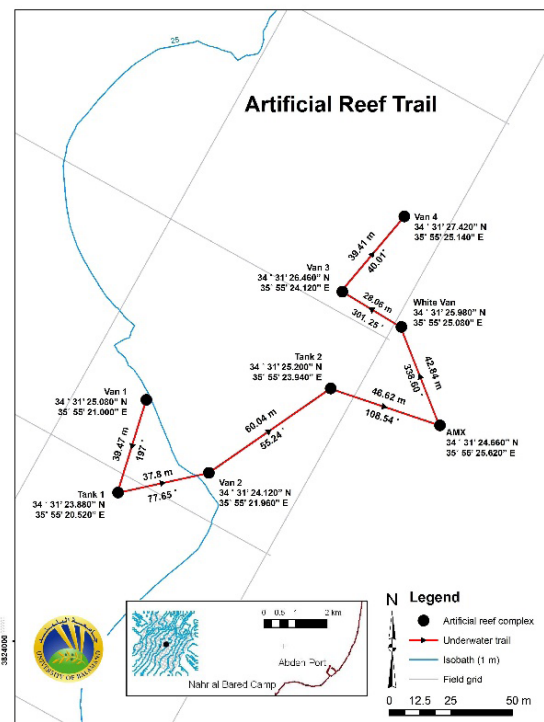 25
Artificial Reef Trail
Van 4
34 ° 31' 27.420" N
35° 55' 25.140" E
39.41 m
40.01°
Van 3
34 ° 31' 26.460" N
35° 55' 24.120" E
28.06 m
301.25°
White Van
34 ° 31' 25.980" N
35° 55' 25.080" E
Tank 2
34 ° 31' 25.200" N
35° 55' 23.940" E
42.84 m
338.60°
Van 1
34 ° 31' 25.080" N
35° 55' 21.000" E
46.62 m
108.54°
60.04 m
55.24°
AMX
34 ° 31' 24.660" N
35° 55' 25.620" E
39.47 m
197°
37.8 m
77.65°
Van 2
34 ° 31' 24.120" N
35° 55' 21.960" E
Tank 1
34 ° 31' 23.880" N
35° 55' 20.520" E
3824000
UNIVERSITY OF BALAMAND
0 0.5 1 2 km
Abdeh Port
Nahr al Bared Camp
N
Legend
Artificial reef complex
Underwater trail
Isobath (1 m)
Field grid
0 12.5 25 50 m